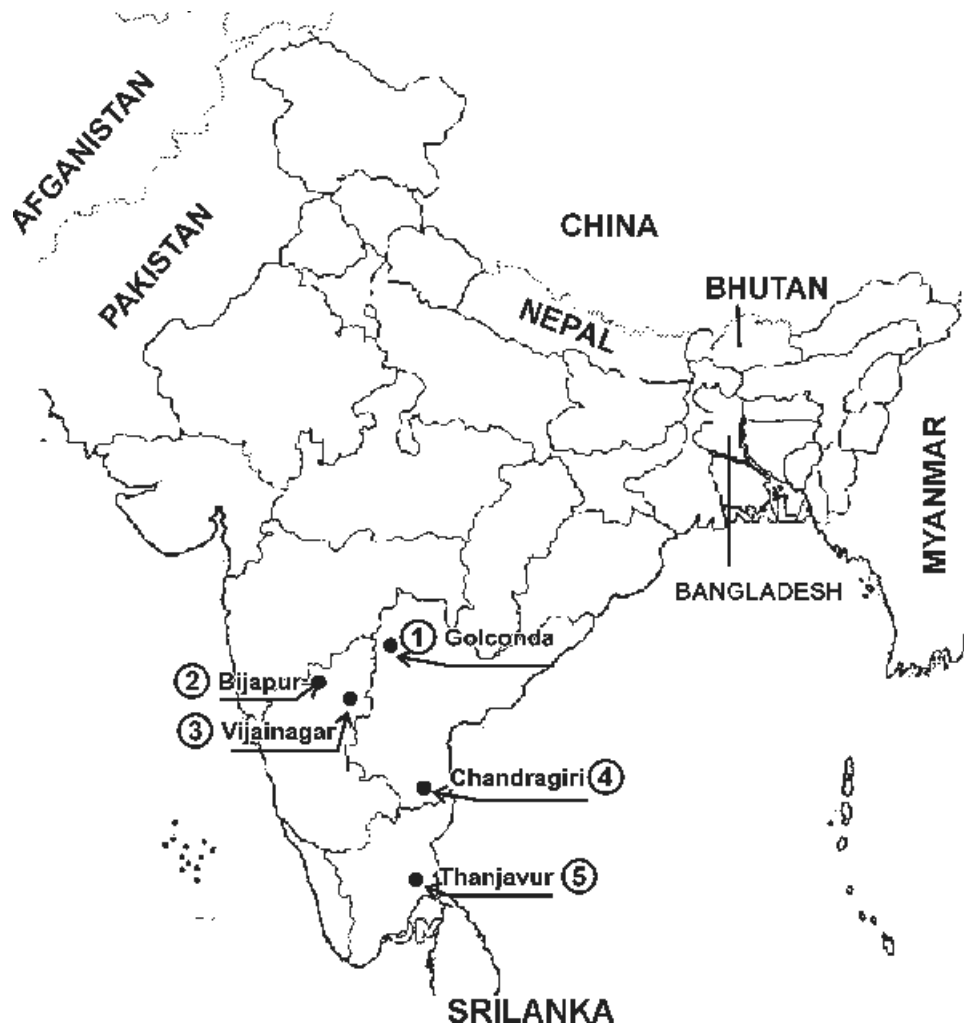 AFGANISTAN
PAKISTAN
CHINA
BHUTAN
NEPAL
MYANMAR
BANGLADESH
① Golconda
② Bijapur
③ Vijainagar
Chandragiri ④
Thanjavur ⑤
SRILANKA